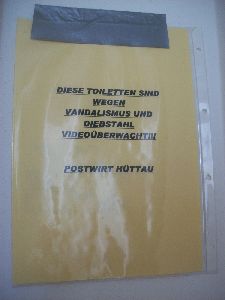 DIESE TOILETTEN SIND
WEGEN
VANDALISMUS UND
DIEBSTAHL
VIDEOÜBERWACHT!!!
POSTWIRT HÜTTAU